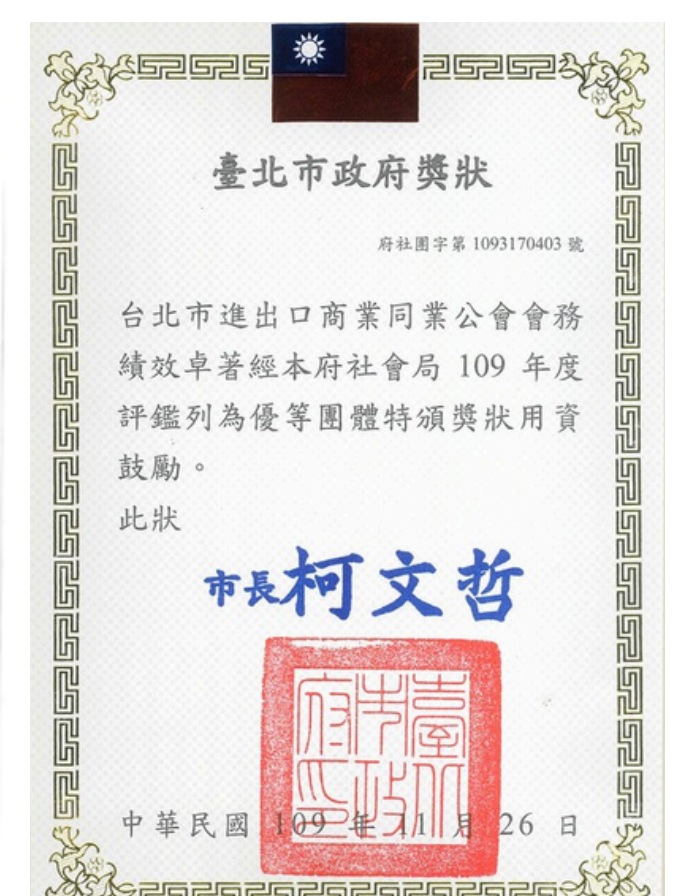 臺北市政府獎狀
府社團字第 1093170403 號
台北市進出口商業同業公會會務
績效卓著經本府社會局 109 年度
評鑑列為優等團體特頒獎狀用資
鼓勵。
此狀
市長柯文哲
臺北市政府印
中華民國 109 年 11 月 26 日